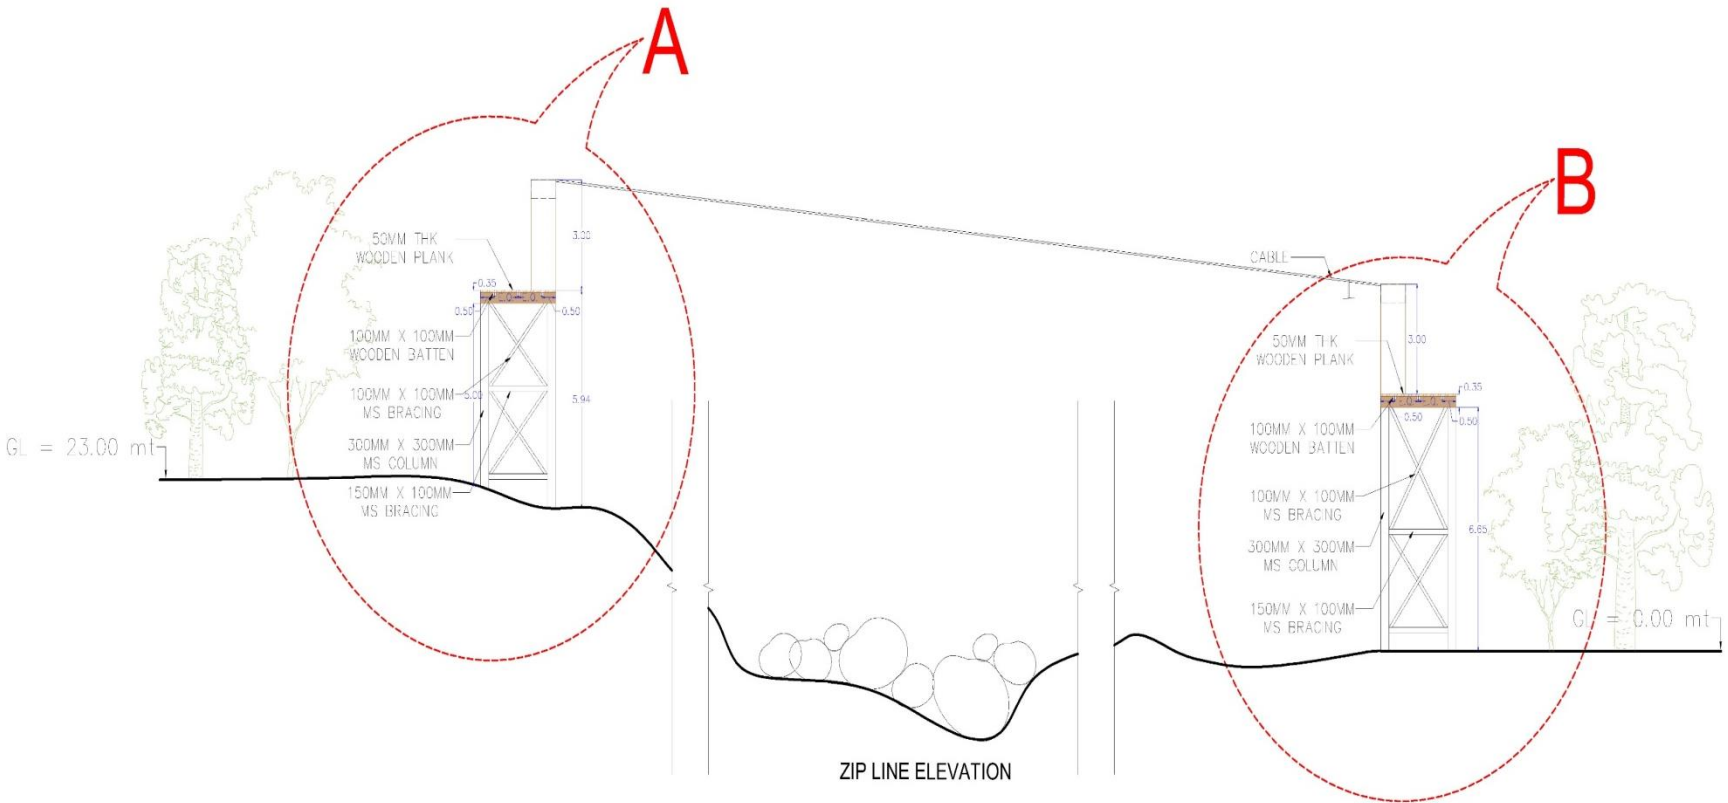 A
B
3.00
50MM THK
WOODEN PLANK
0.35
0.50
0.50
100MM X 100MM
WOODEN BATTEN
100MM X 100MM
MS BRACING
5.00
5.94
300MM X 300MM
MS COLUMN
150MM X 100MM
MS BRACING
GL = 23.00 mt
CABLE
3.00
50MM THK
WOODEN PLANK
0.35
0.50
0.50
100MM X 100MM
WOODEN BATTEN
100MM X 100MM
MS BRACING
6.65
300MM X 300MM
MS COLUMN
150MM X 100MM
MS BRACING
GL = 0.00 mt
ZIP LINE ELEVATION